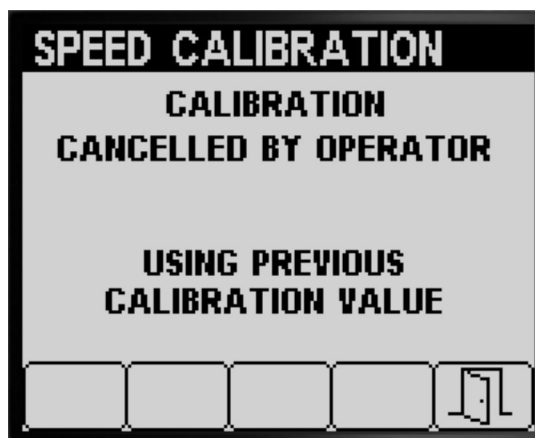 SPEED CALIBRATION
CALIBRATION
CANCELLED BY OPERATOR
USING PREVIOUS
CALIBRATION VALUE